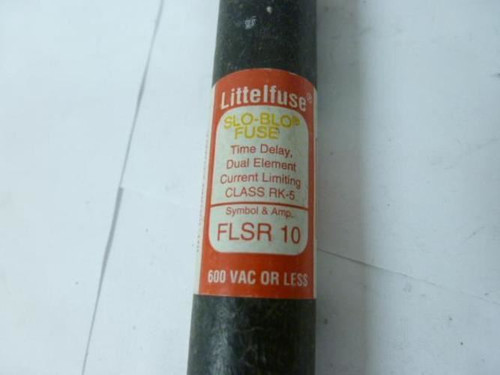 Littelfuse®
SLO-BLO®
FUSE
Time Delay,
Dual Element
Current Limiting
CLASS RK-5
Symbol & Amp.
FLSR 10
600 VAC OR LESS